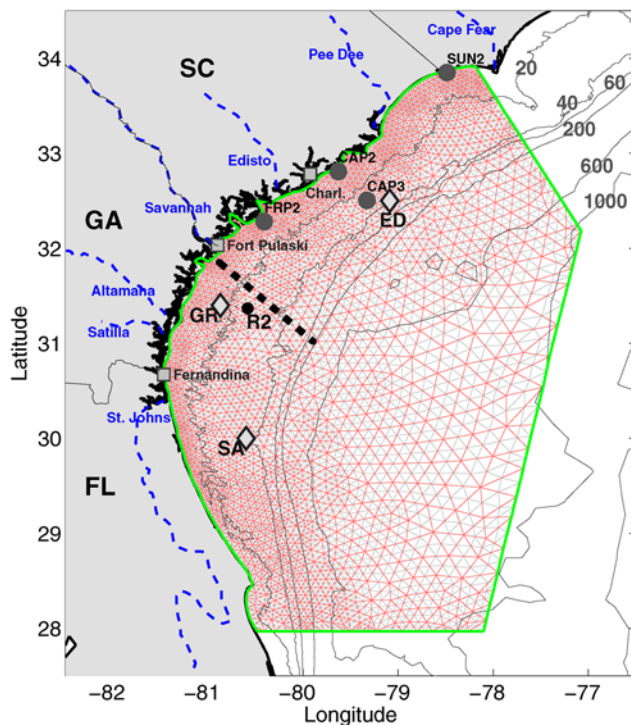 34
33
32
31
30
29
28
Latitude
−82
−81
−80
−79
−78
−77
Longitude
Cape Fear
SC
Pee Dee
SUN2
20
60
40
200
600
1000
Edisto
CAP2
Charl.
CAP3
ED
GA
Savannah
FRP2
Fort Pulaski
Altamaha
GR
R2
Satilla
Fernandina
St. Johns
SA
FL